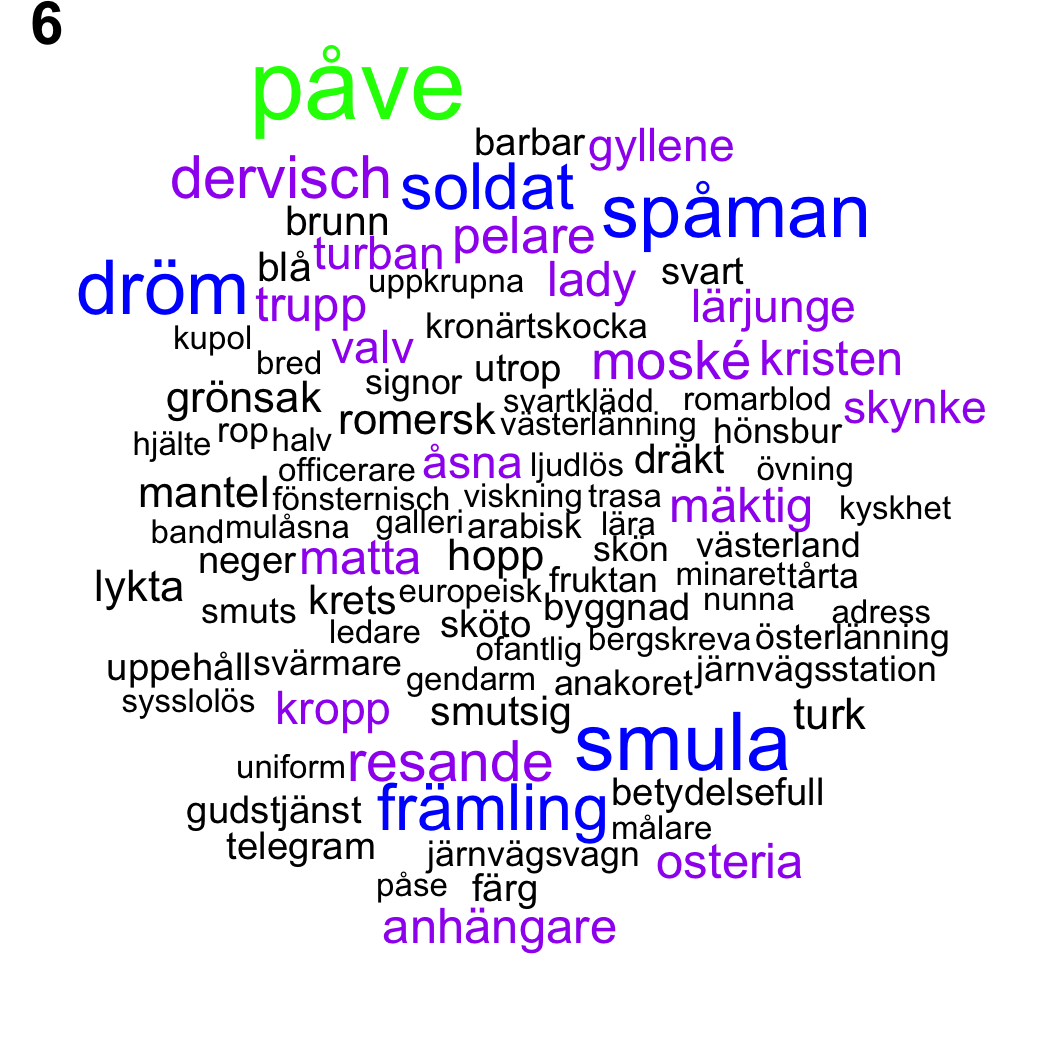 6
påve
barbar gyllene
dervisch soldat spåman
brunn turban pelare
dröm blå uppkrupna lady svart
trupp lärjunge
kupol valv kronärtskocka
bred signor utrop moské kristen
grönsak romersk svartklädd romarblod skynke
hjälte rop halv västerlänning hönsbur
officerare åsna ljudlös dräkt övning
mantel fönsternisch viskning trasa mäktig kyskhet
band mulåsna galleri arabisk lära
neger matta hopp skön västerland
lykta krets europeisk fruktan minaret tårta
smuts ledare sköto byggnad nunna adress
ofantlig bergskreva österlänning
uppehåll svärmare gendarm anakoret järnvägsstation
sysslolös kropp smutsig smula turk
uniform resande
gudstjänst främling betydelsefull
målare
telegram järnvägsvagn osteria
påse färg
anhängare